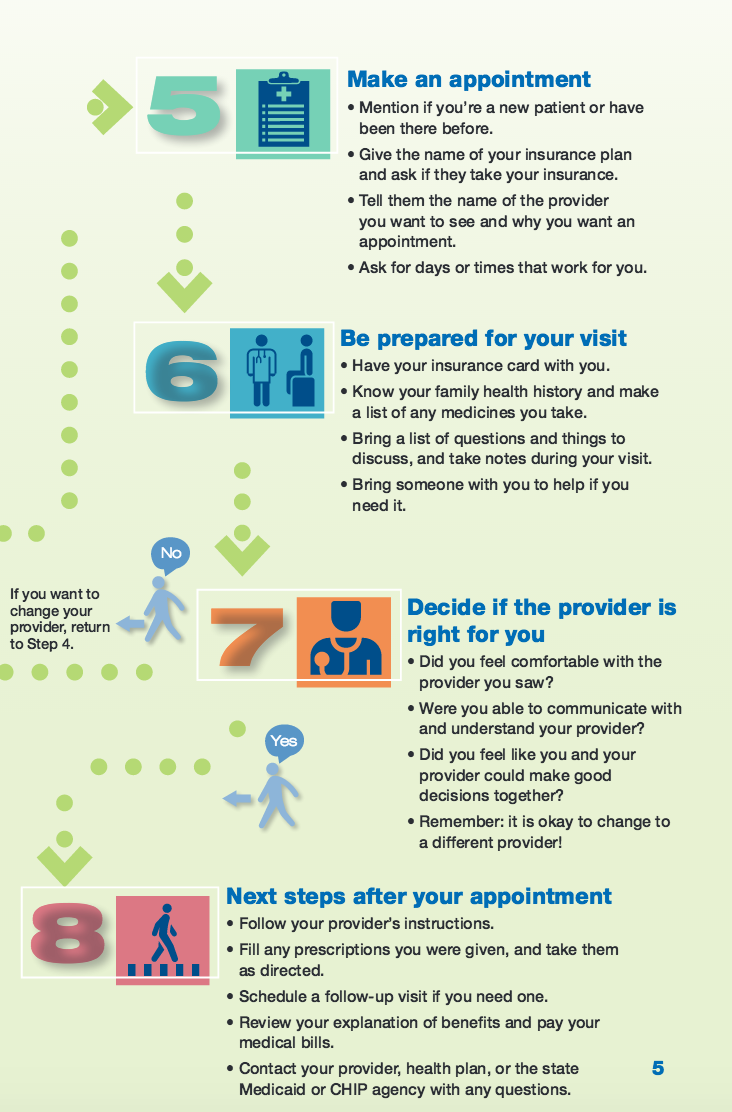 5
Make an appointment
• Mention if you're a new patient or have
been there before.
• Give the name of your insurance plan
and ask if they take your insurance.
• Tell them the name of the provider
you want to see and why you want an
appointment.
• Ask for days or times that work for you.
6
Be prepared for your visit
• Have your insurance card with you.
• Know your family health history and make
a list of any medicines you take.
• Bring a list of questions and things to
discuss, and take notes during your visit.
• Bring someone with you to help if you
need it.
No
If you want to
change your
provider, return
to Step 4.
7
Decide if the provider is
right for you
• Did you feel comfortable with the
provider you saw?
• Were you able to communicate with
and understand your provider?
• Did you feel like you and your
provider could make good
decisions together?
• Remember: it is okay to change to
a different provider!
Yes
8
Next steps after your appointment
• Follow your provider's instructions.
• Fill any prescriptions you were given, and take them
as directed.
• Schedule a follow-up visit if you need one.
• Review your explanation of benefits and pay your
medical bills.
• Contact your provider, health plan, or the state
Medicaid or CHIP agency with any questions.
5